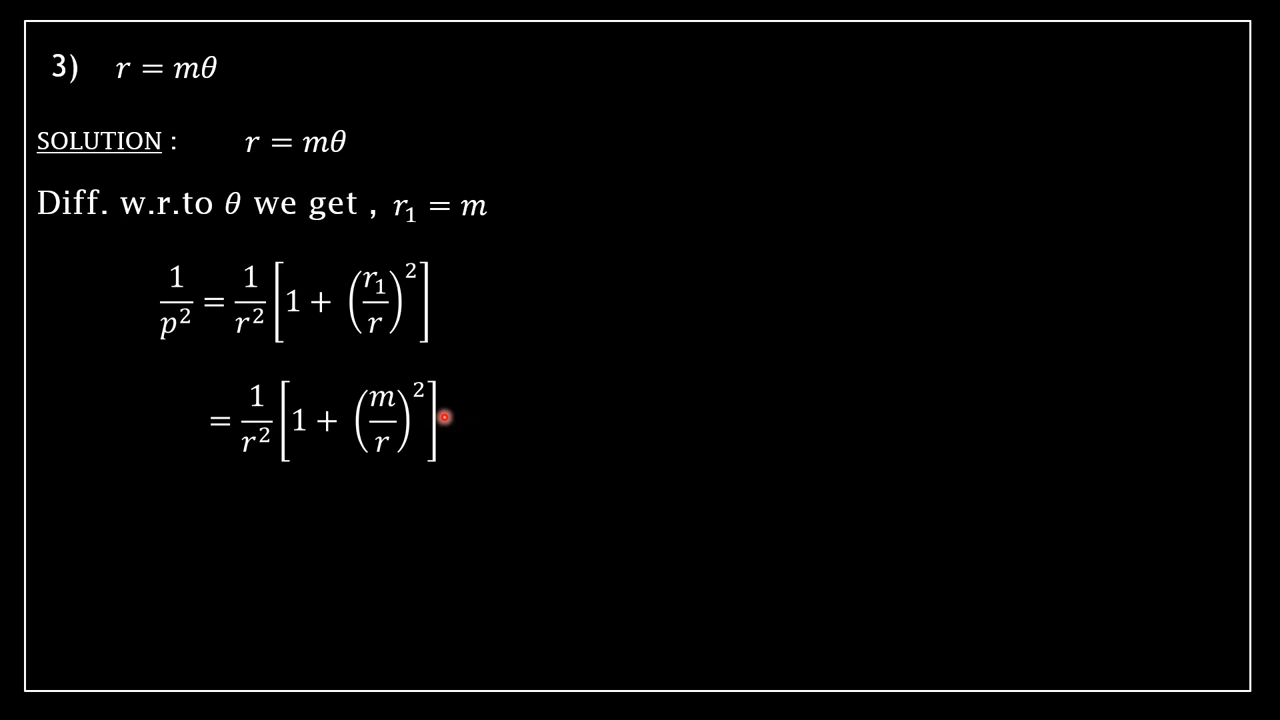 3) r = mθ
SOLUTION : r = mθ
Diff. w.r.to θ we get , r₁ = m
1/p² = 1/r² [1 + (r₁/r)²]
= 1/r² [1 + (m/r)²]